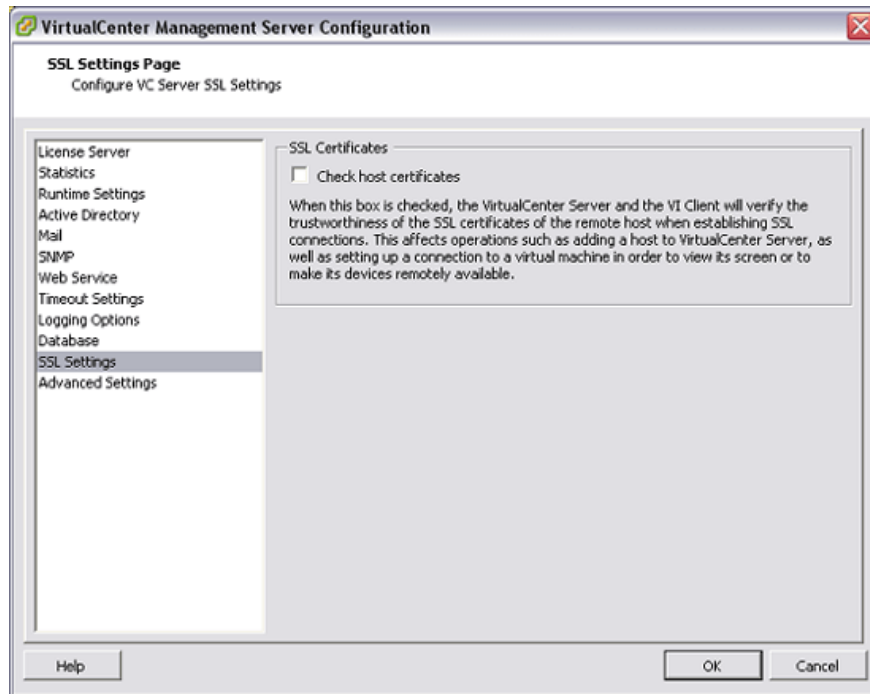 VirtualCenter Management Server Configuration
SSL Settings Page
Configure VC Server SSL Settings
License Server
Statistics
Runtime Settings
Active Directory
Mail
SNMP
Web Service
Timeout Settings
Logging Options
Database
SSL Settings
Advanced Settings
SSL Certificates
Check host certificates
When this box is checked, the VirtualCenter Server and the VI Client will verify the
trustworthiness of the SSL certificates of the remote host when establishing SSL
connections. This affects operations such as adding a host to VirtualCenter Server, as
well as setting up a connection to a virtual machine in order to view its screen or to
make its devices remotely available.
Help
OK
Cancel